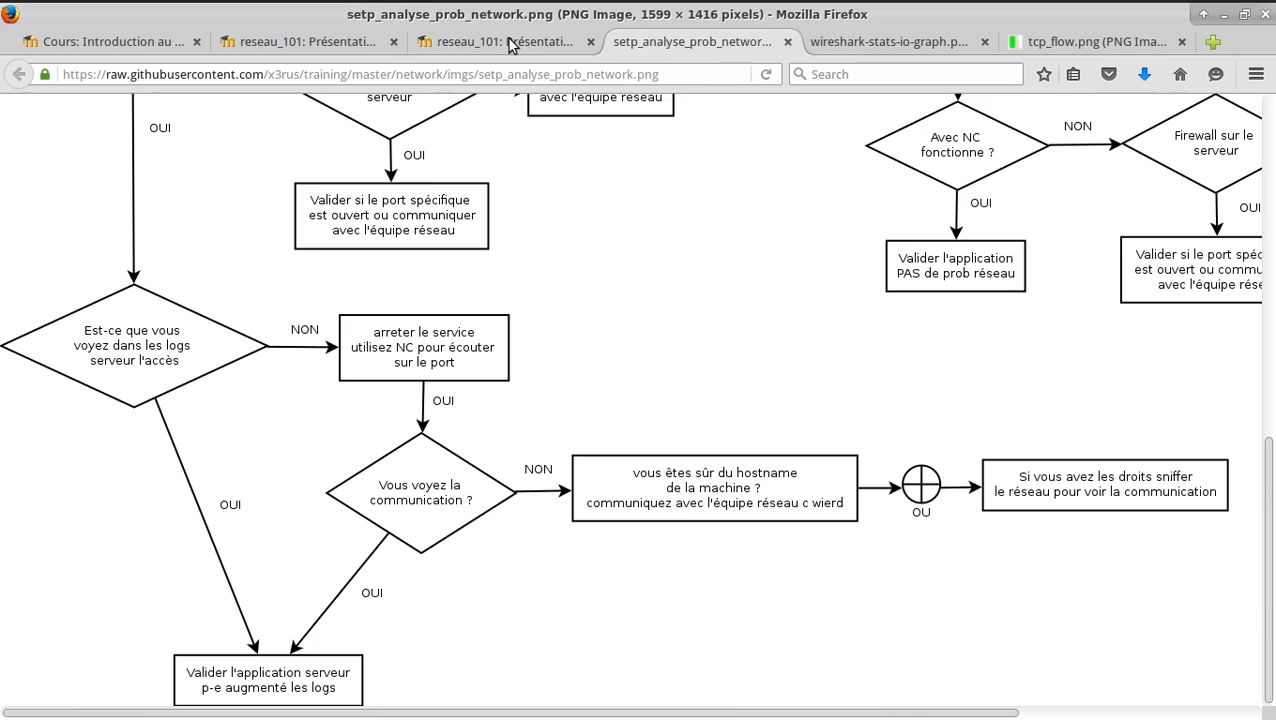 setp_analyse_prob_network.png (PNG Image, 1599 × 1416 pixels) - Mozilla Firefox
Cours: Introduction au ...
reseau_101: Présentati...
reseau_101: Présentati...
setp_analyse_prob_networ...
wireshark-stats-io-graph.p...
tcp_flow.png (PNG Ima...
https://raw.githubusercontent.com/x3rus/training/master/network/imgs/setp_analyse_prob_network.png
Search
serveur
avec l'équipe réseau
OUI
OUI
Valider si le port spécifique
est ouvert ou communiquer
avec l'équipe réseau
Avec NC
fonctionne ?
NON
Firewall sur le
serveur
OUI
OUI
Valider l'application
PAS de prob réseau
Valider si le port spéc
est ouvert ou commu
avec l'équipe rése
Est-ce que vous
voyez dans les logs
serveur l'accès
NON
arreter le service
utilisez NC pour écouter
sur le port
OUI
OUI
Vous voyez la
communication ?
NON
vous êtes sûr du hostname
de la machine ?
communiquez avec l'équipe réseau c wierd
OU
Si vous avez les droits sniffer
le réseau pour voir la communication
OUI
Valider l'application serveur
p-e augmenté les logs